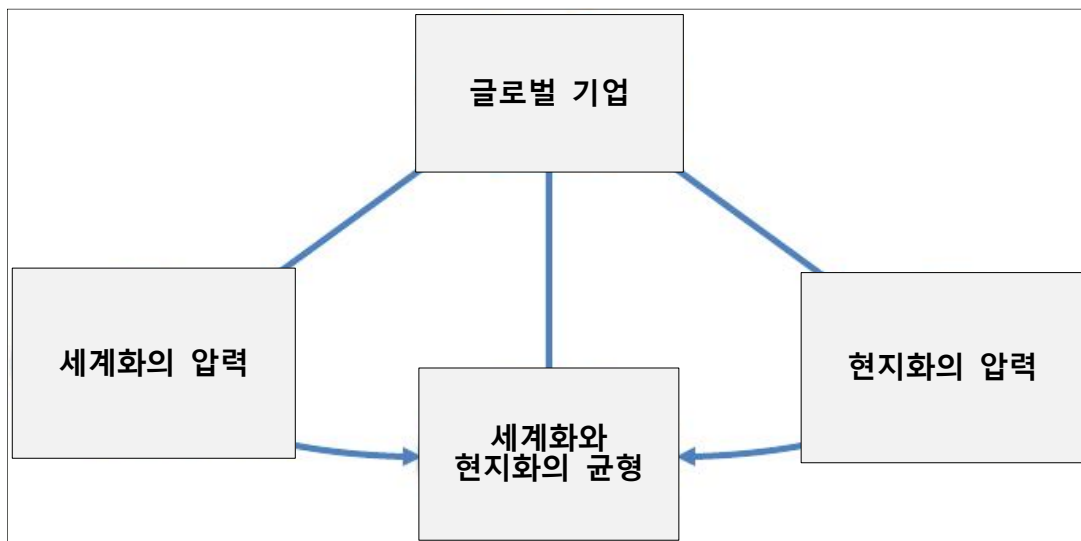 글로벌 기업
세계화의 압력
현지화의 압력
세계화와
현지화의 균형